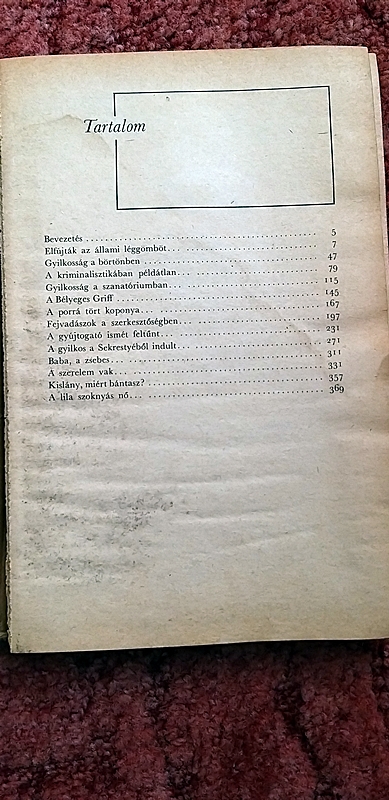 Tartalom
Bevezetés 5
Elfújták az állami léggömböt 7
Gyilkosság a börtönben 47
A kriminalisztikában példátlan 79
Gyilkosság a szanatóriumban 115
A Bélyeges Griff 145
A porrá tört koponya 167
Fejvadászok a szerkesztőségben 197
A gyújtogató ismét feltűnt 231
A gyilkos a Sekrestyéből indult 271
Baba, a zsebes 311
A szerelem vak 331
Kislány, miért bántasz? 357
A lila szoknyás nő 369